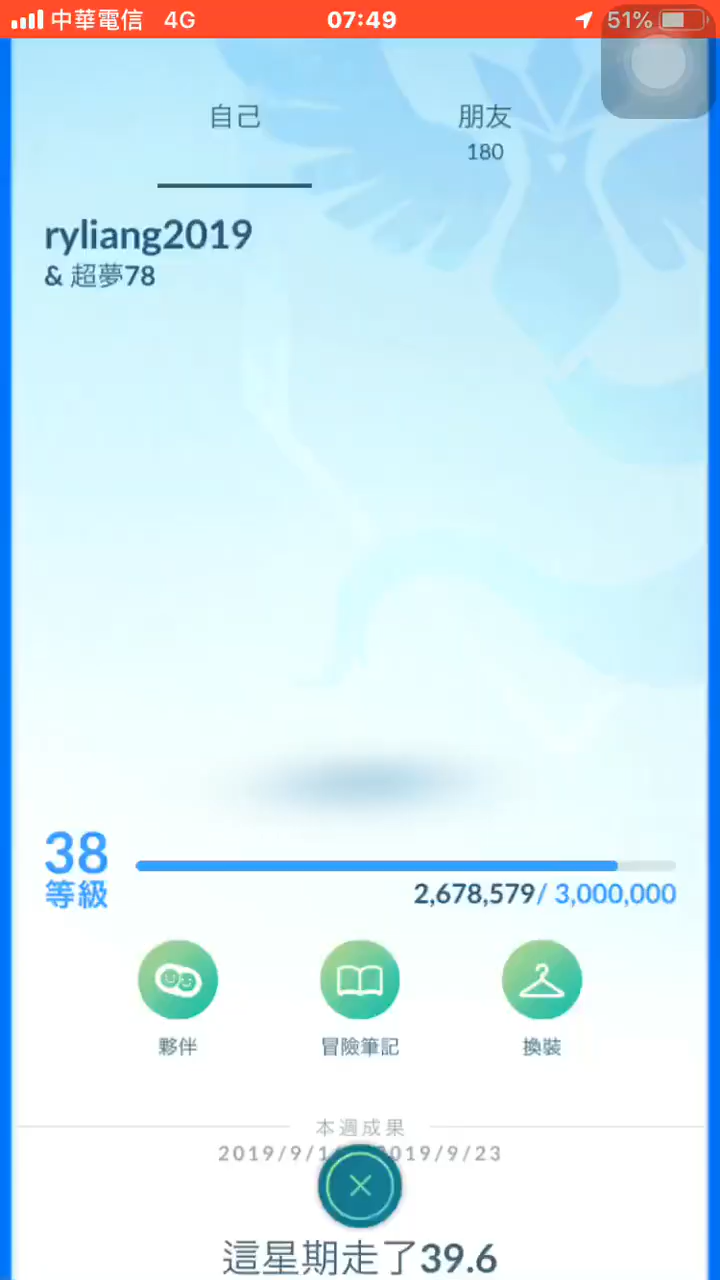 中華電信 4G 07:49 51%
自己 朋友
180
ryliang2019
& 超夢78
38
等級
2,678,579/ 3,000,000
夥伴 冒險筆記 換裝
本週成果
2019/9/1 019/9/23
這星期走了39.6